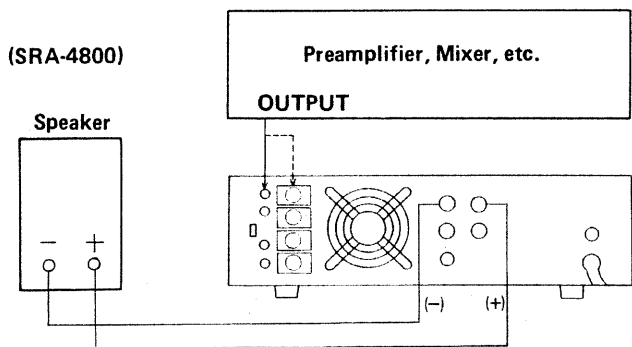 (SRA-4800)
Preamplifier, Mixer, etc.
OUTPUT
Speaker
− +
(−) (+)